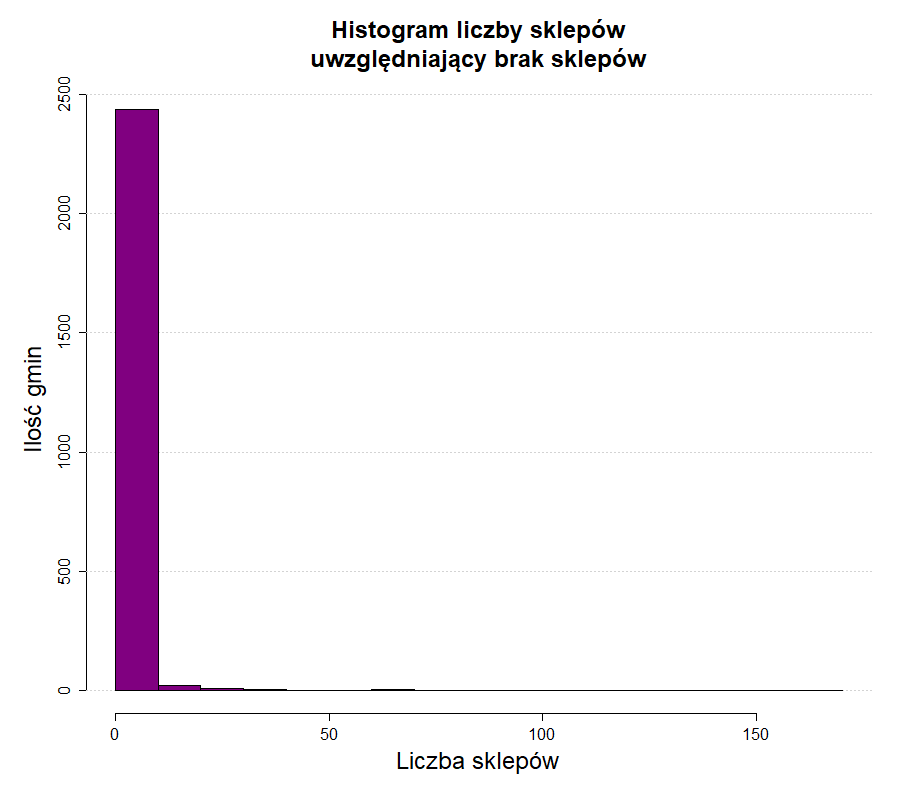 Histogram liczby sklepów
uwzględniający brak sklepów
2500
2000
1500
1000
500
0
Ilość gmin
0 50 100 150
Liczba sklepów